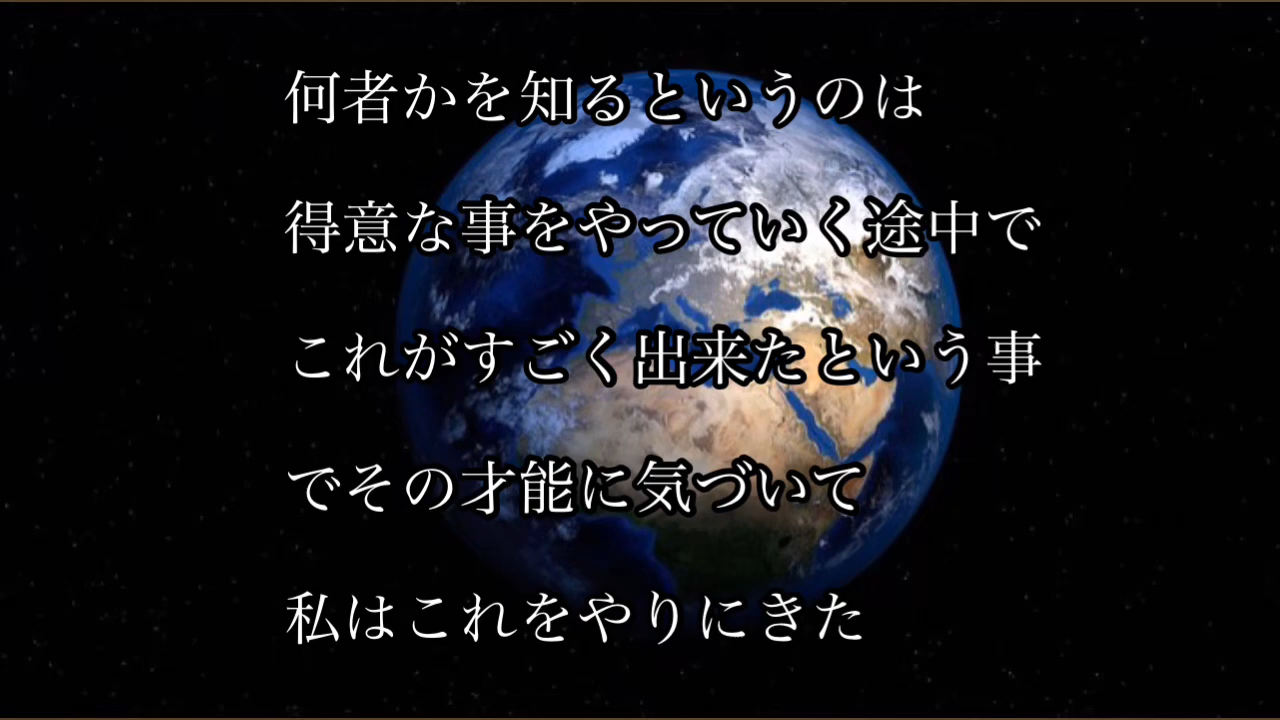 何者かを知るというのは
得意な事をやっていく途中で
これがすごく出来たという事
でその才能に気づいて
私はこれをやりにきた